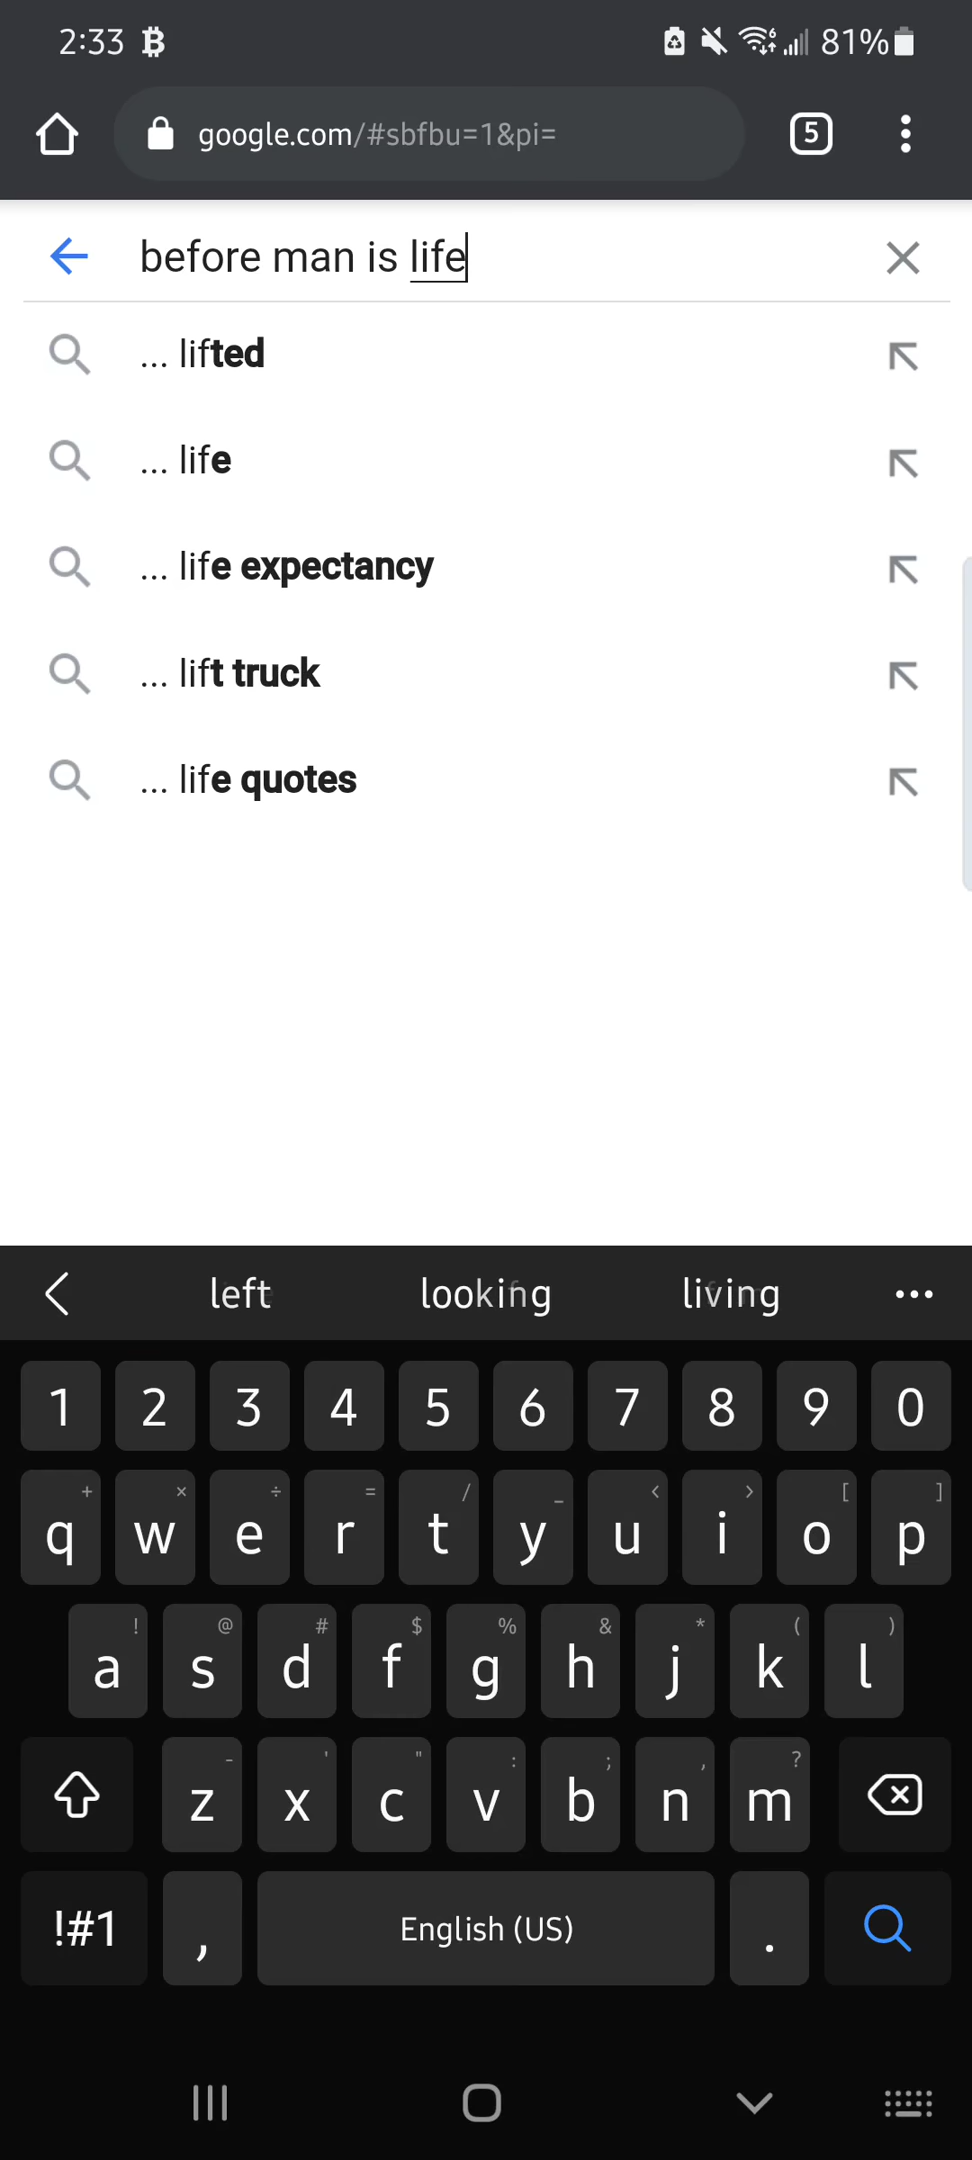 2:33 ₿ 81%
google.com/#sbfbu=1&pi= 5
before man is life
... lifted
... life
... life expectancy
... lift truck
... life quotes
left looking living ...
1 2 3 4 5 6 7 8 9 0
+ × ÷ = / _ < > [ ]
q w e r t y u i o p
! @ # $ % & * ( )
a s d f g h j k l
- ' " : ; , ?
z x c v b n m
!#1 , English (US) .